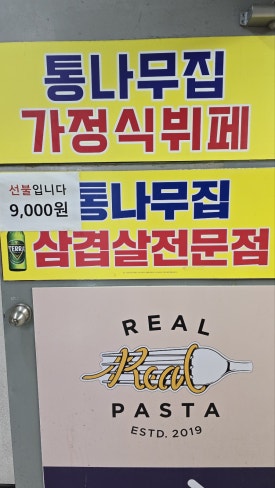 통나무집
가정식뷔페
선불입니다
9,000원
통나무집
삼겹살전문점
TERRA
REAL
Real
PASTA
ESTD. 2019